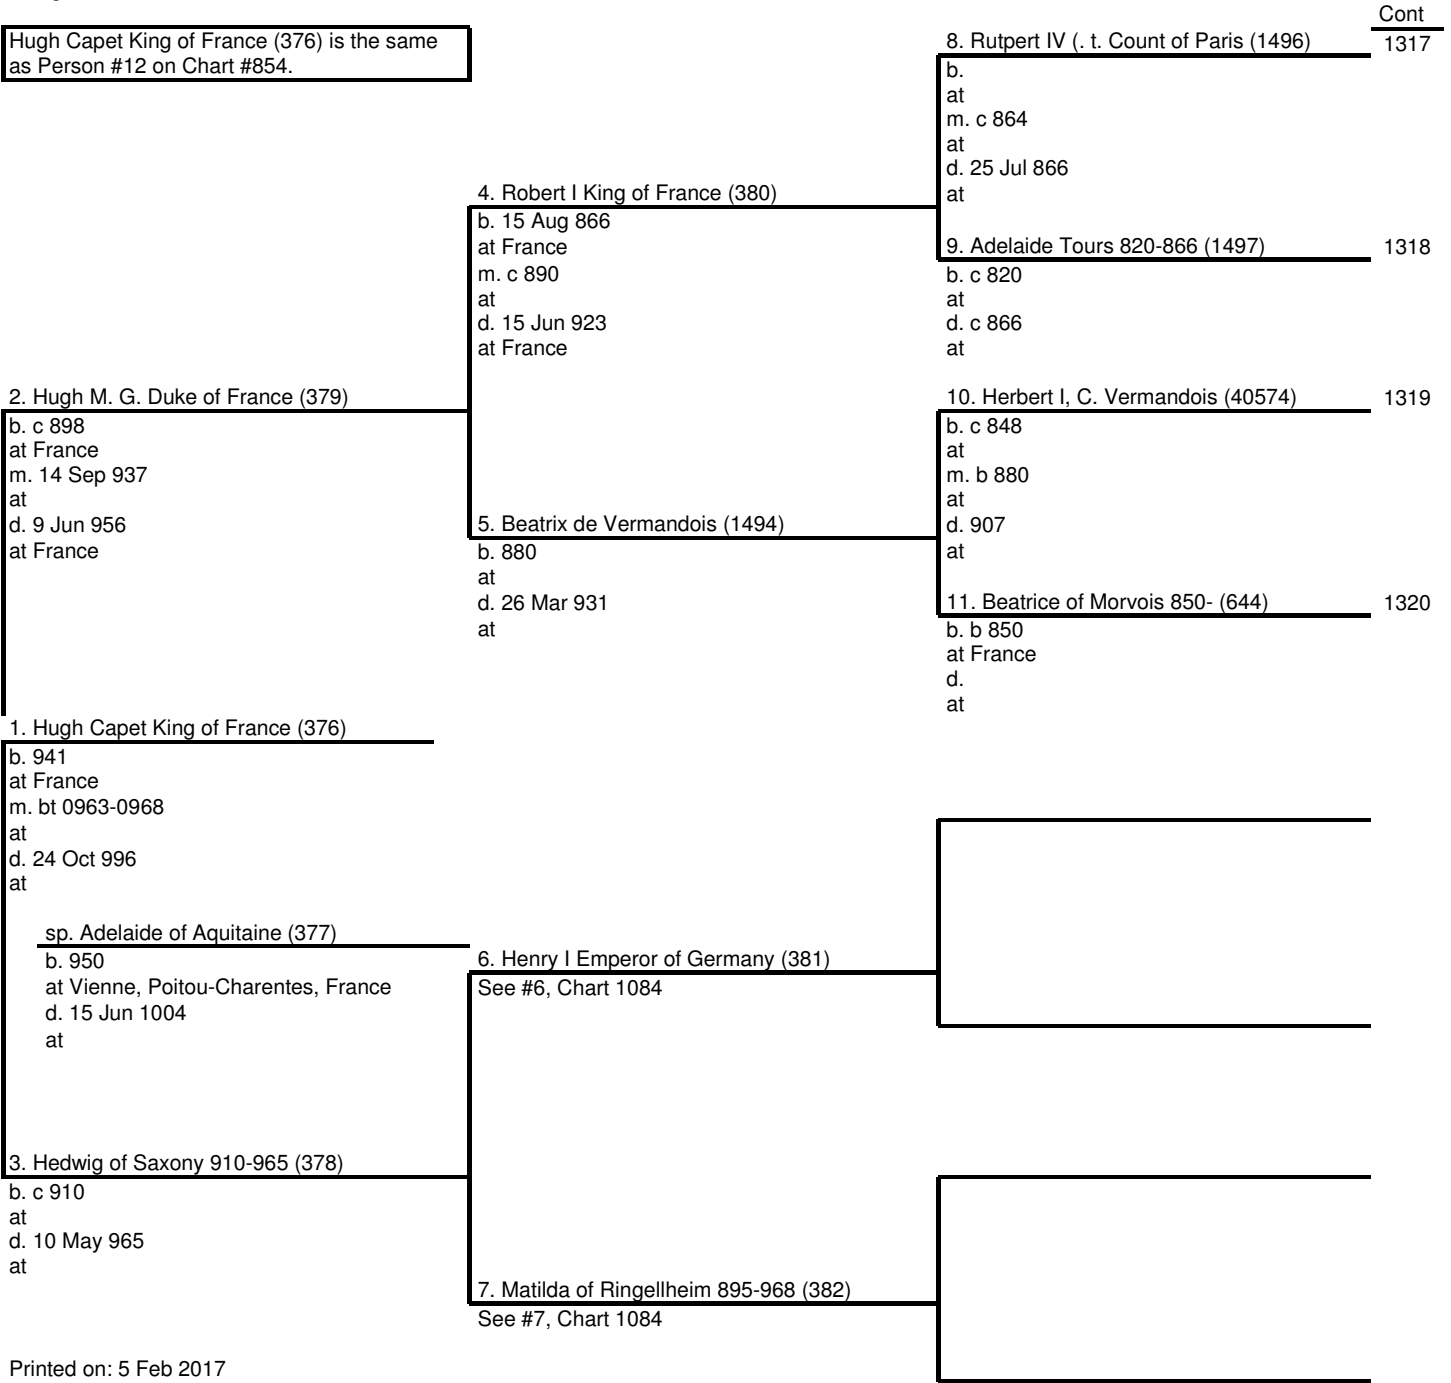 Cont
Hugh Capet King of France (376) is the same
as Person #12 on Chart #854.
8. Rutpert IV (. t. Count of Paris (1496)
1317
b.
at
m. c 864
at
d. 25 Jul 866
at
4. Robert I King of France (380)
b. 15 Aug 866
at France
m. c 890
at
d. 15 Jun 923
at France
9. Adelaide Tours 820-866 (1497)
1318
b. c 820
at
d. c 866
at
2. Hugh M. G. Duke of France (379)
b. c 898
at France
m. 14 Sep 937
at
d. 9 Jun 956
at France
10. Herbert I, C. Vermandois (40574)
1319
b. c 848
at
m. b 880
at
d. 907
at
5. Beatrix de Vermandois (1494)
b. 880
at
d. 26 Mar 931
at
11. Beatrice of Morvois 850- (644)
1320
b. b 850
at France
d.
at
1. Hugh Capet King of France (376)
b. 941
at France
m. bt 0963-0968
at
d. 24 Oct 996
at
sp. Adelaide of Aquitaine (377)
b. 950
at Vienne, Poitou-Charentes, France
d. 15 Jun 1004
at
6. Henry I Emperor of Germany (381)
See #6, Chart 1084
3. Hedwig of Saxony 910-965 (378)
b. c 910
at
d. 10 May 965
at
7. Matilda of Ringellheim 895-968 (382)
See #7, Chart 1084
Printed on: 5 Feb 2017